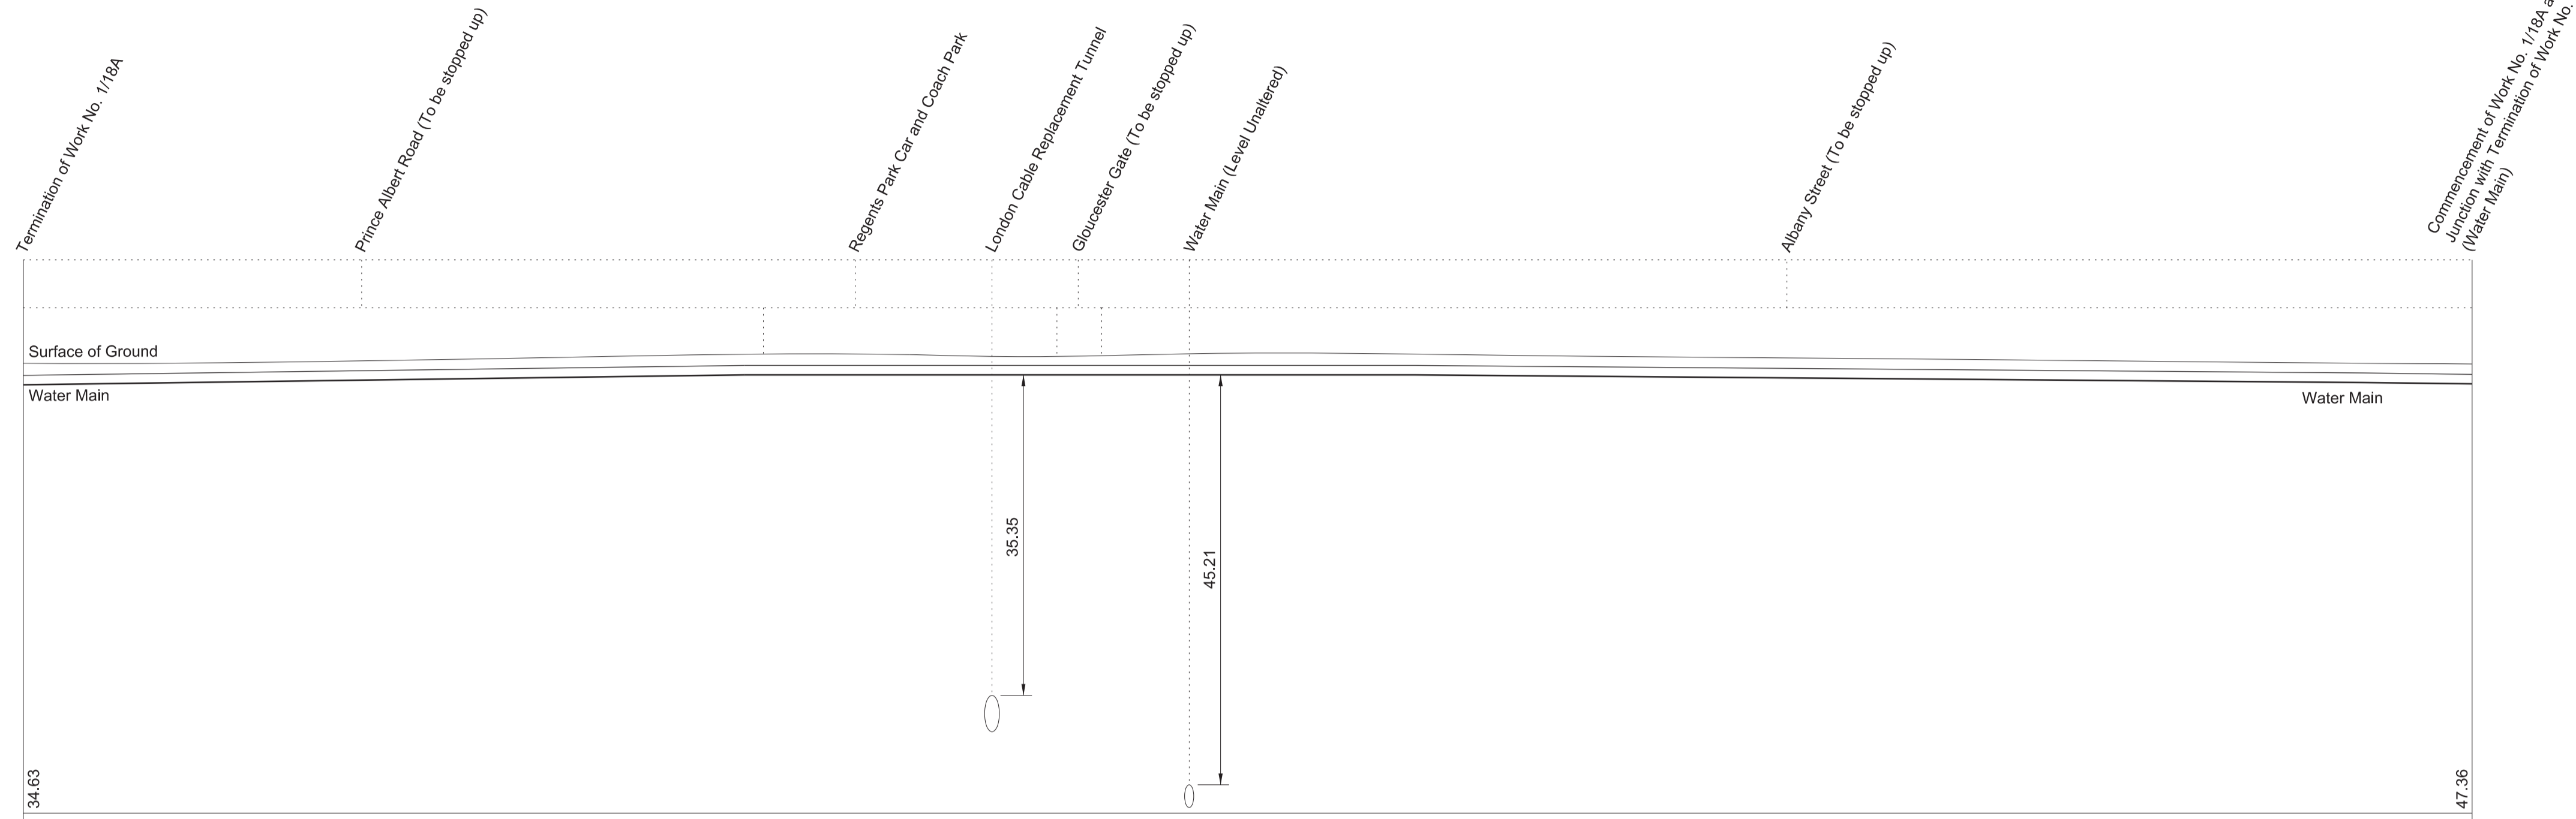 Termination of Work No. 1/18A
Prince Albert Road (To be stopped up)
Regents Park Car and Coach Park
London Cable Replacement Tunnel
Gloucester Gate (To be stopped up)
Water Main (Level Unaltered)
Albany Street (To be stopped up)
Commencement of Work No. 1/18A
Junction with Termination of Work No.
(Water Main)
Surface of Ground
Water Main
Water Main
35.35
45.21
34.63
47.36